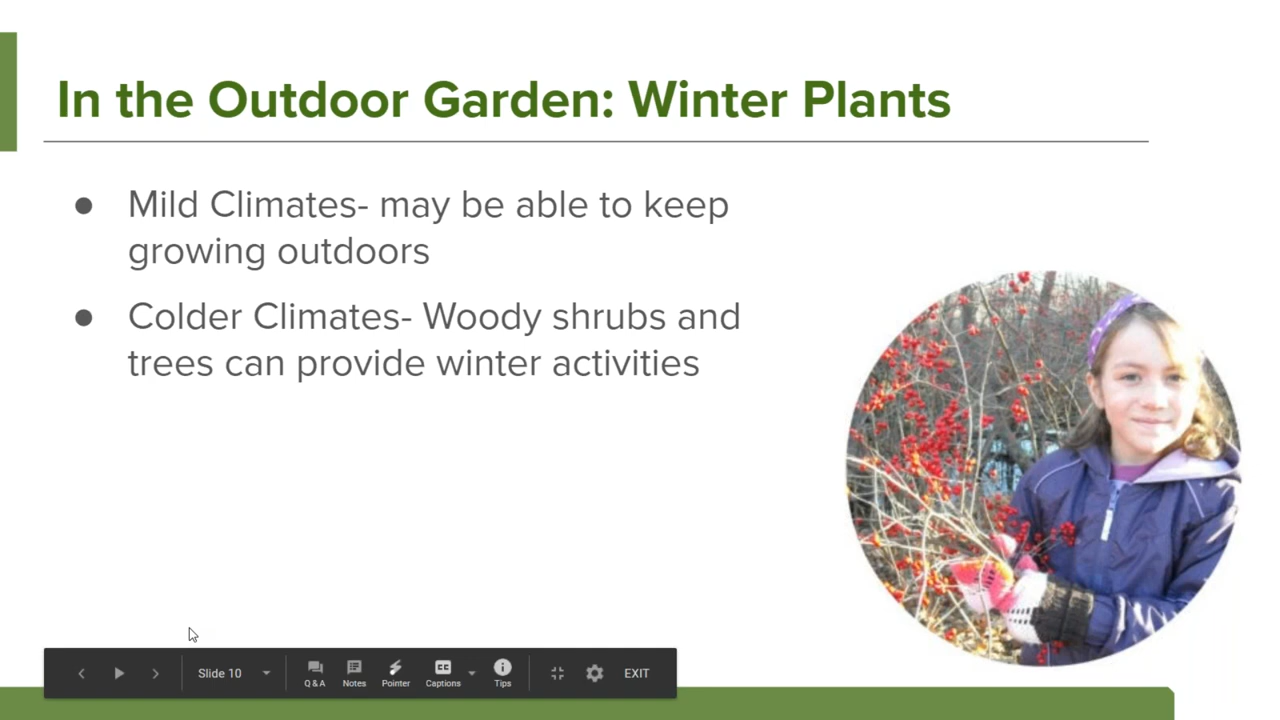 In the Outdoor Garden: Winter Plants
● Mild Climates- may be able to keep
growing outdoors
● Colder Climates- Woody shrubs and
trees can provide winter activities
Slide 10 Q & A Notes Pointer Captions Tips EXIT